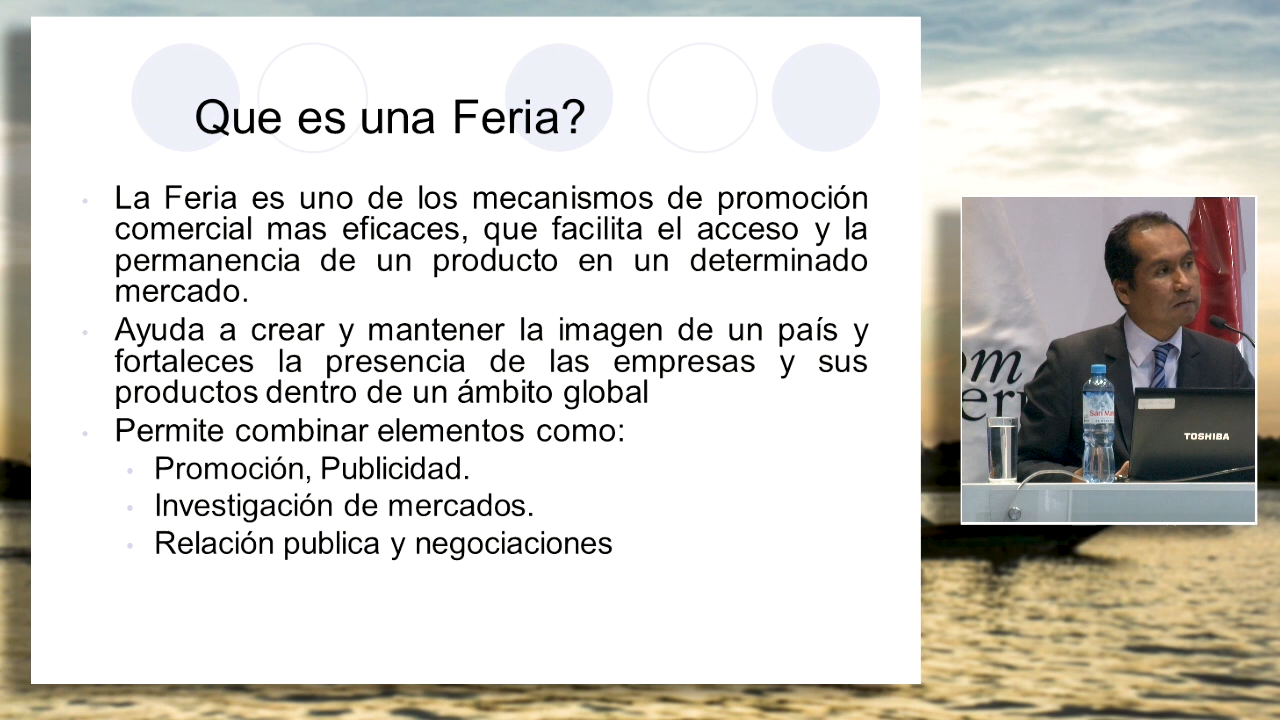 Que es una Feria?
La Feria es uno de los mecanismos de promoción
comercial mas eficaces, que facilita el acceso y la
permanencia de un producto en un determinado
mercado.
Ayuda a crear y mantener la imagen de un país y
fortaleces la presencia de las empresas y sus
productos dentro de un ámbito global
Permite combinar elementos como:
Promoción, Publicidad.
Investigación de mercados.
Relación publica y negociaciones
om
er
San
TOSHIBA